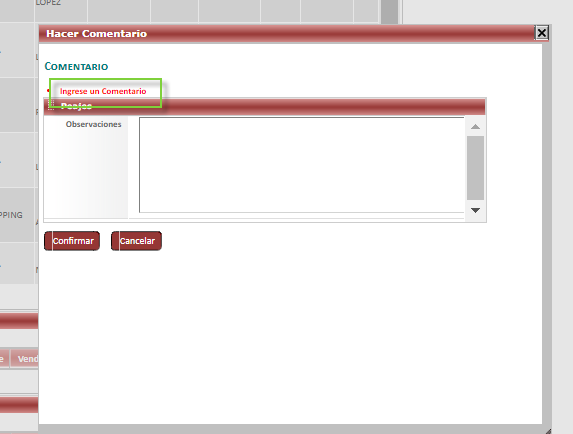 LOPEZ
Hacer Comentario
COMENTARIO
Ingrese un Comentario
Peajes
Observaciones
PPING
Confirmar Cancelar
e Vend